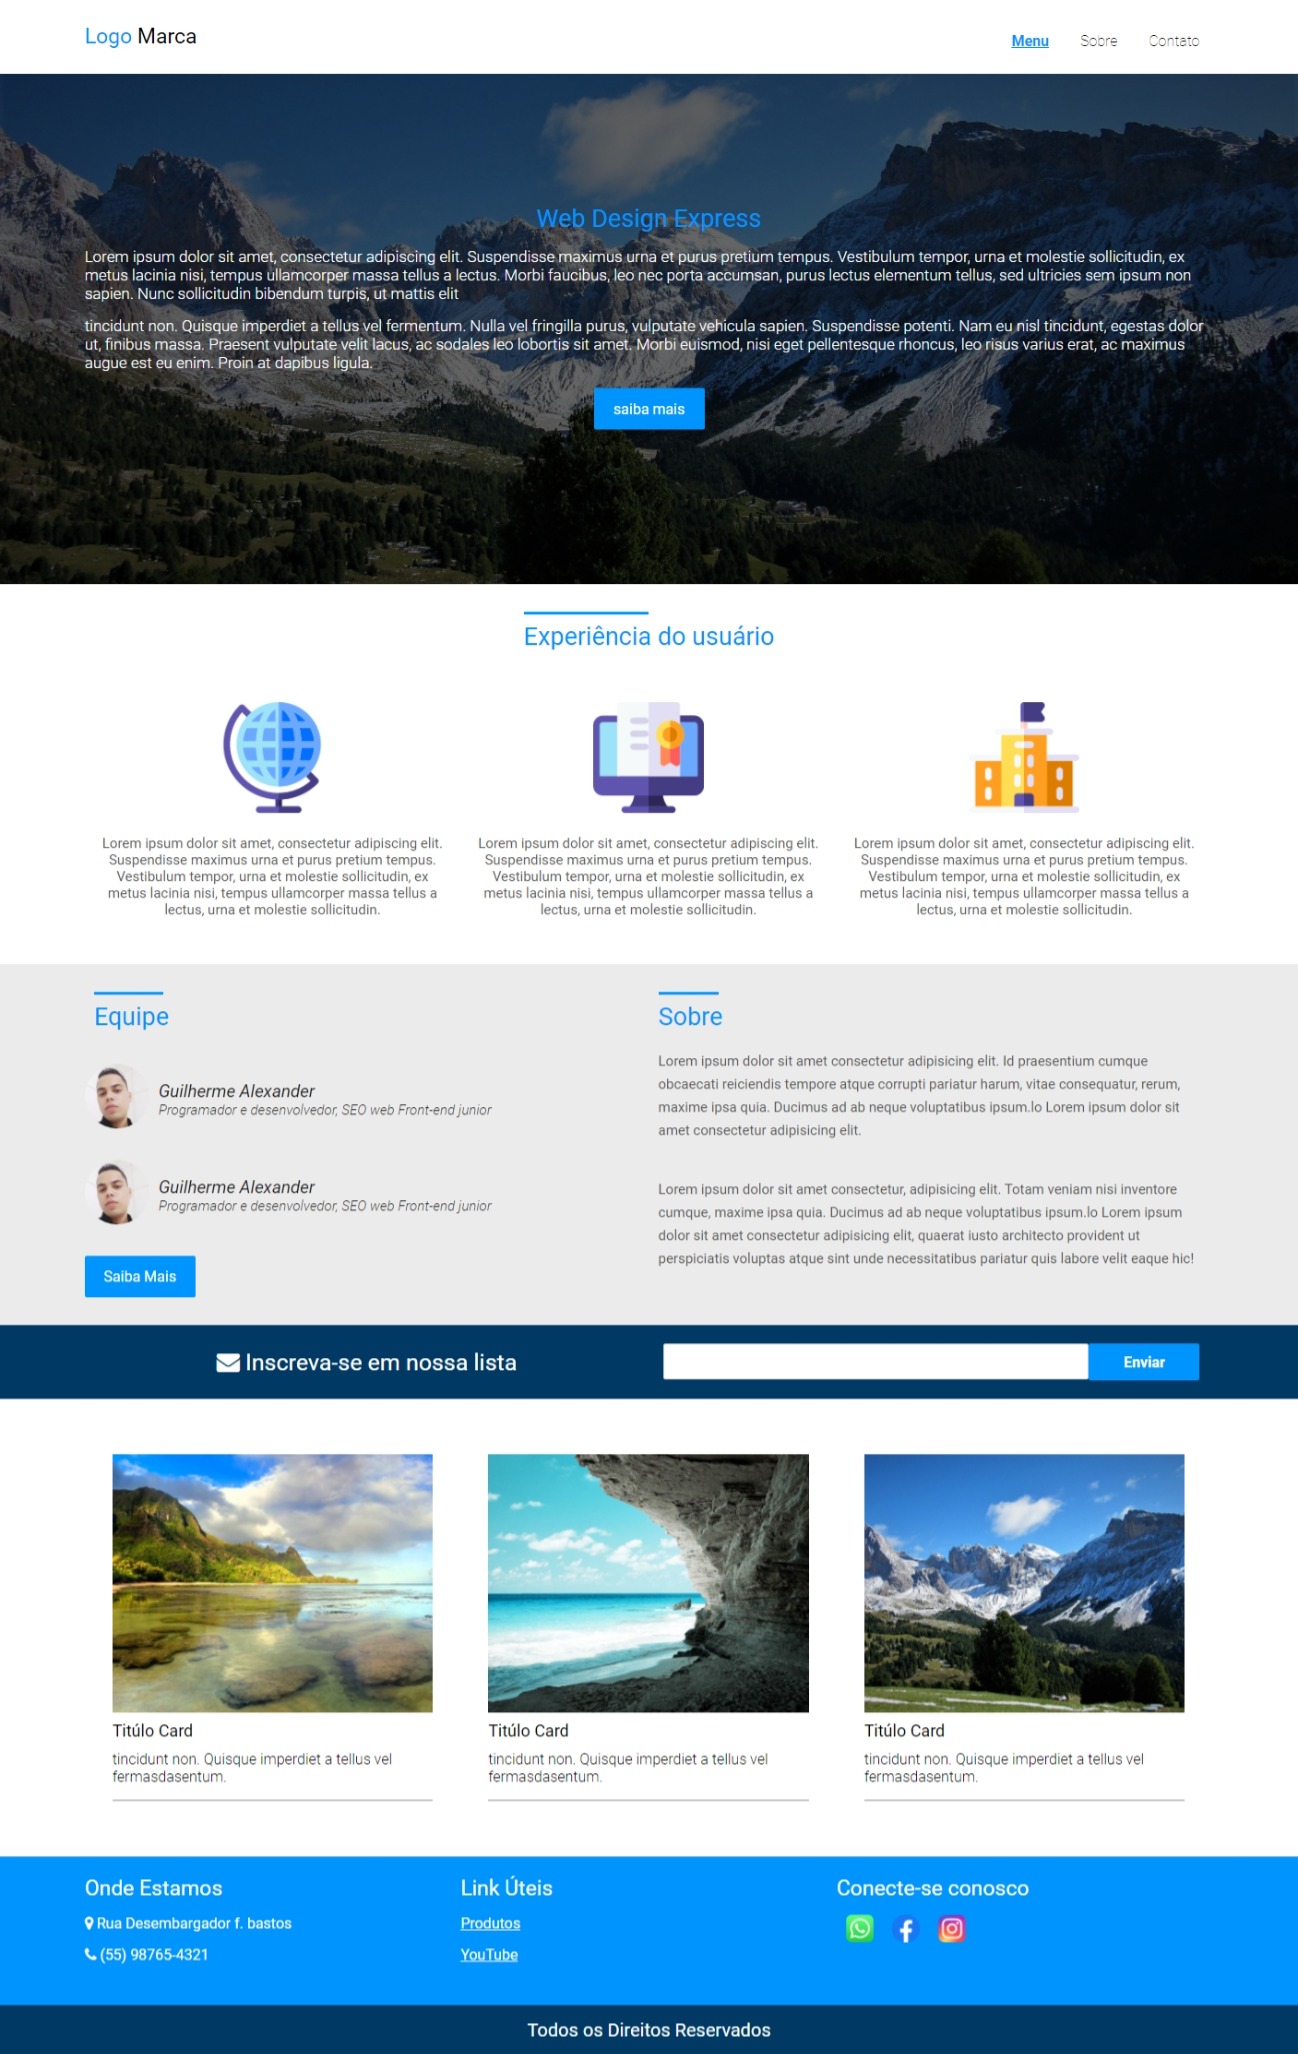 Logo Marca
Menu Sobre Contato
Web Design Express
Lorem ipsum dolor sit amet, consectetur adipiscing elit. Suspendisse maximus urna et purus pretium tempus. Vestibulum tempor, urna et molestie sollicitudin, ex
metus lacinia nisi, tempus ullamcorper massa tellus a lectus. Morbi faucibus, leo nec porta accumsan, purus lectus elementum tellus, sed ultricies sem ipsum non
sapien. Nunc sollicitudin bibendum turpis, ut mattis elit
tincidunt non. Quisque imperdiet a tellus vel fermentum. Nulla vel fringilla purus, vulputate vehicula sapien. Suspendisse potenti. Nam eu nisl tincidunt, egestas dolor
ut, finibus massa. Praesent vulputate velit lacus, ac sodales leo lobortis sit amet. Morbi euismod, nisi eget pellentesque rhoncus, leo risus varius erat, ac maximus
augue est eu enim. Proin at dapibus ligula.
saiba mais
Experiência do usuário
Lorem ipsum dolor sit amet, consectetur adipiscing elit.
Suspendisse maximus urna et purus pretium tempus.
Vestibulum tempor, urna et molestie sollicitudin, ex
metus lacinia nisi, tempus ullamcorper massa tellus a
lectus, urna et molestie sollicitudin.
Lorem ipsum dolor sit amet, consectetur adipiscing elit.
Suspendisse maximus urna et purus pretium tempus.
Vestibulum tempor, urna et molestie sollicitudin, ex
metus lacinia nisi, tempus ullamcorper massa tellus a
lectus, urna et molestie sollicitudin.
Lorem ipsum dolor sit amet, consectetur adipiscing elit.
Suspendisse maximus urna et purus pretium tempus.
Vestibulum tempor, urna et molestie sollicitudin, ex
metus lacinia nisi, tempus ullamcorper massa tellus a
lectus, urna et molestie sollicitudin.
Equipe
Guilherme Alexander
Programador e desenvolvedor, SEO web Front-end junior
Guilherme Alexander
Programador e desenvolvedor, SEO web Front-end junior
Saiba Mais
Sobre
Lorem ipsum dolor sit amet consectetur adipisicing elit. Id praesentium cumque
obcaecati reiciendis tempore atque corrupti pariatur harum, vitae consequatur, rerum,
maxime ipsa quia. Ducimus ad ab neque voluptatibus ipsum.lo Lorem ipsum dolor sit
amet consectetur adipisicing elit.
Lorem ipsum dolor sit amet consectetur, adipisicing elit. Totam veniam nisi inventore
cumque, maxime ipsa quia. Ducimus ad ab neque voluptatibus ipsum.lo Lorem ipsum
dolor sit amet consectetur adipisicing elit, quaerat iusto architecto provident ut
perspiciatis voluptas atque sint unde necessitatibus pariatur quis labore velit eaque hic!
Inscreva-se em nossa lista
Enviar
Titúlo Card
tincidunt non. Quisque imperdiet a tellus vel
fermasdasentum.
Titúlo Card
tincidunt non. Quisque imperdiet a tellus vel
fermasdasentum.
Titúlo Card
tincidunt non. Quisque imperdiet a tellus vel
fermasdasentum.
Onde Estamos
Rua Desembargador f. bastos
(55) 98765-4321
Link Úteis
Produtos
YouTube
Conecte-se conosco
Todos os Direitos Reservados